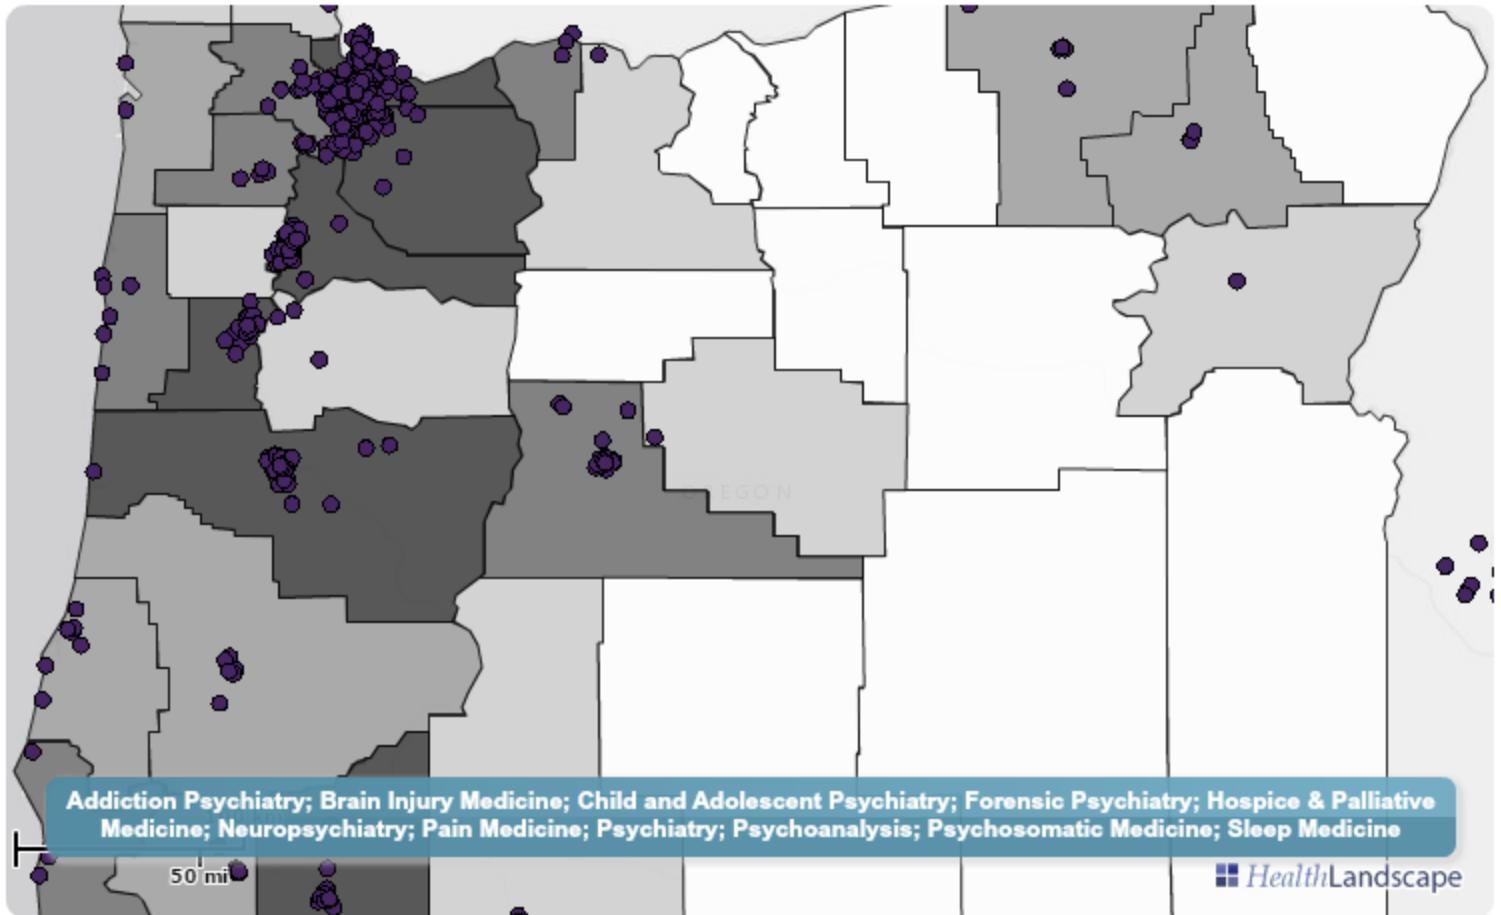 OREGON
Addiction Psychiatry; Brain Injury Medicine; Child and Adolescent Psychiatry; Forensic Psychiatry; Hospice & Palliative
Medicine; Neuropsychiatry; Pain Medicine; Psychiatry; Psychoanalysis; Psychosomatic Medicine; Sleep Medicine
50 mi
HealthLandscape